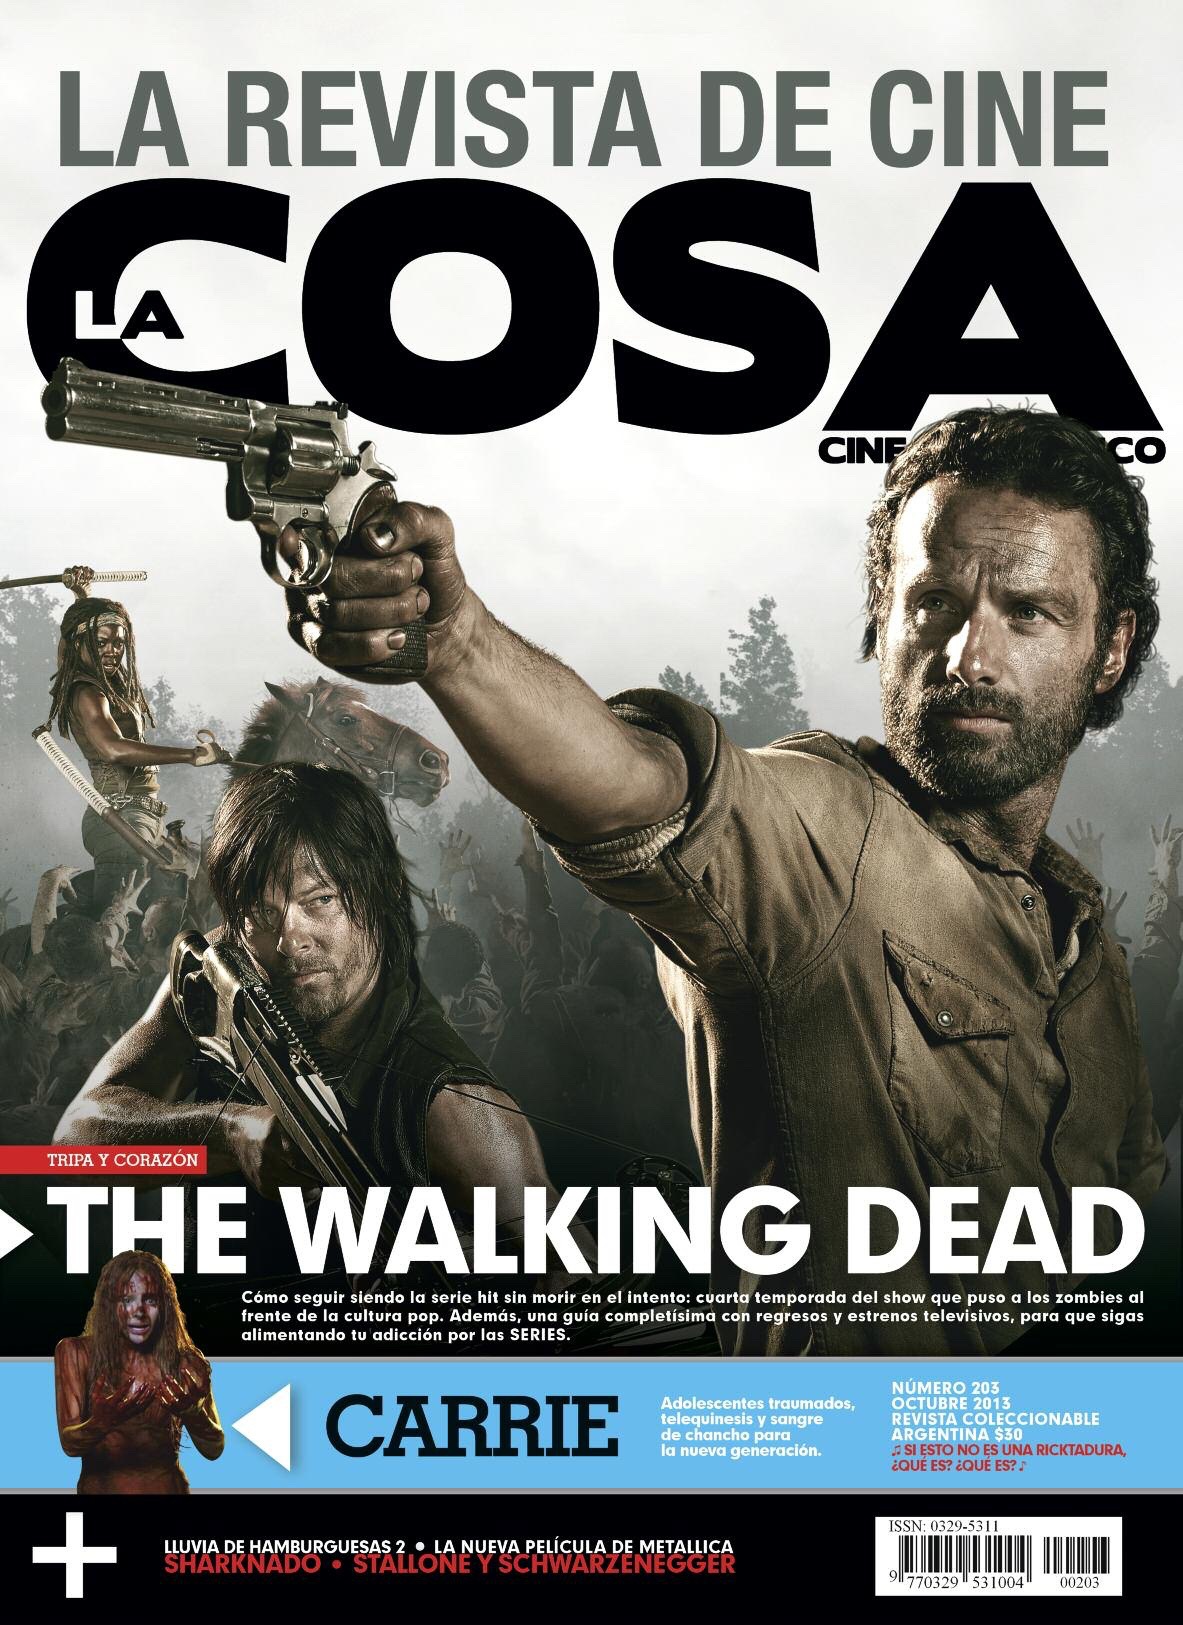 LA REVISTA DE CINE
LA COSA
CINE CO
TRIPA Y CORAZÓN
THE WALKING DEAD
Cómo seguir siendo la serie hit sin morir en el intento: cuarta temporada del show que puso a los zombies al
frente de la cultura pop. Además, una guía completísima con regresos y estrenos televisivos, para que sigas
alimentando tu adicción por las SERIES.
CARRIE
Adolescentes traumados,
telequinesis y sangre
de chancho para
la nueva generación.
NÚMERO 203
OCTUBRE 2013
REVISTA COLECCIONABLE
ARGENTINA $30
♫ SI ESTO NO ES UNA RICKTADURA,
¿QUÉ ES? ¿QUÉ ES? ♪
+
LLUVIA DE HAMBURGUESAS 2 • LA NUEVA PELÍCULA DE METALLICA
SHARKNADO • STALLONE Y SCHWARZENEGGER
ISSN: 0329-5311
9 770329 531004 00203